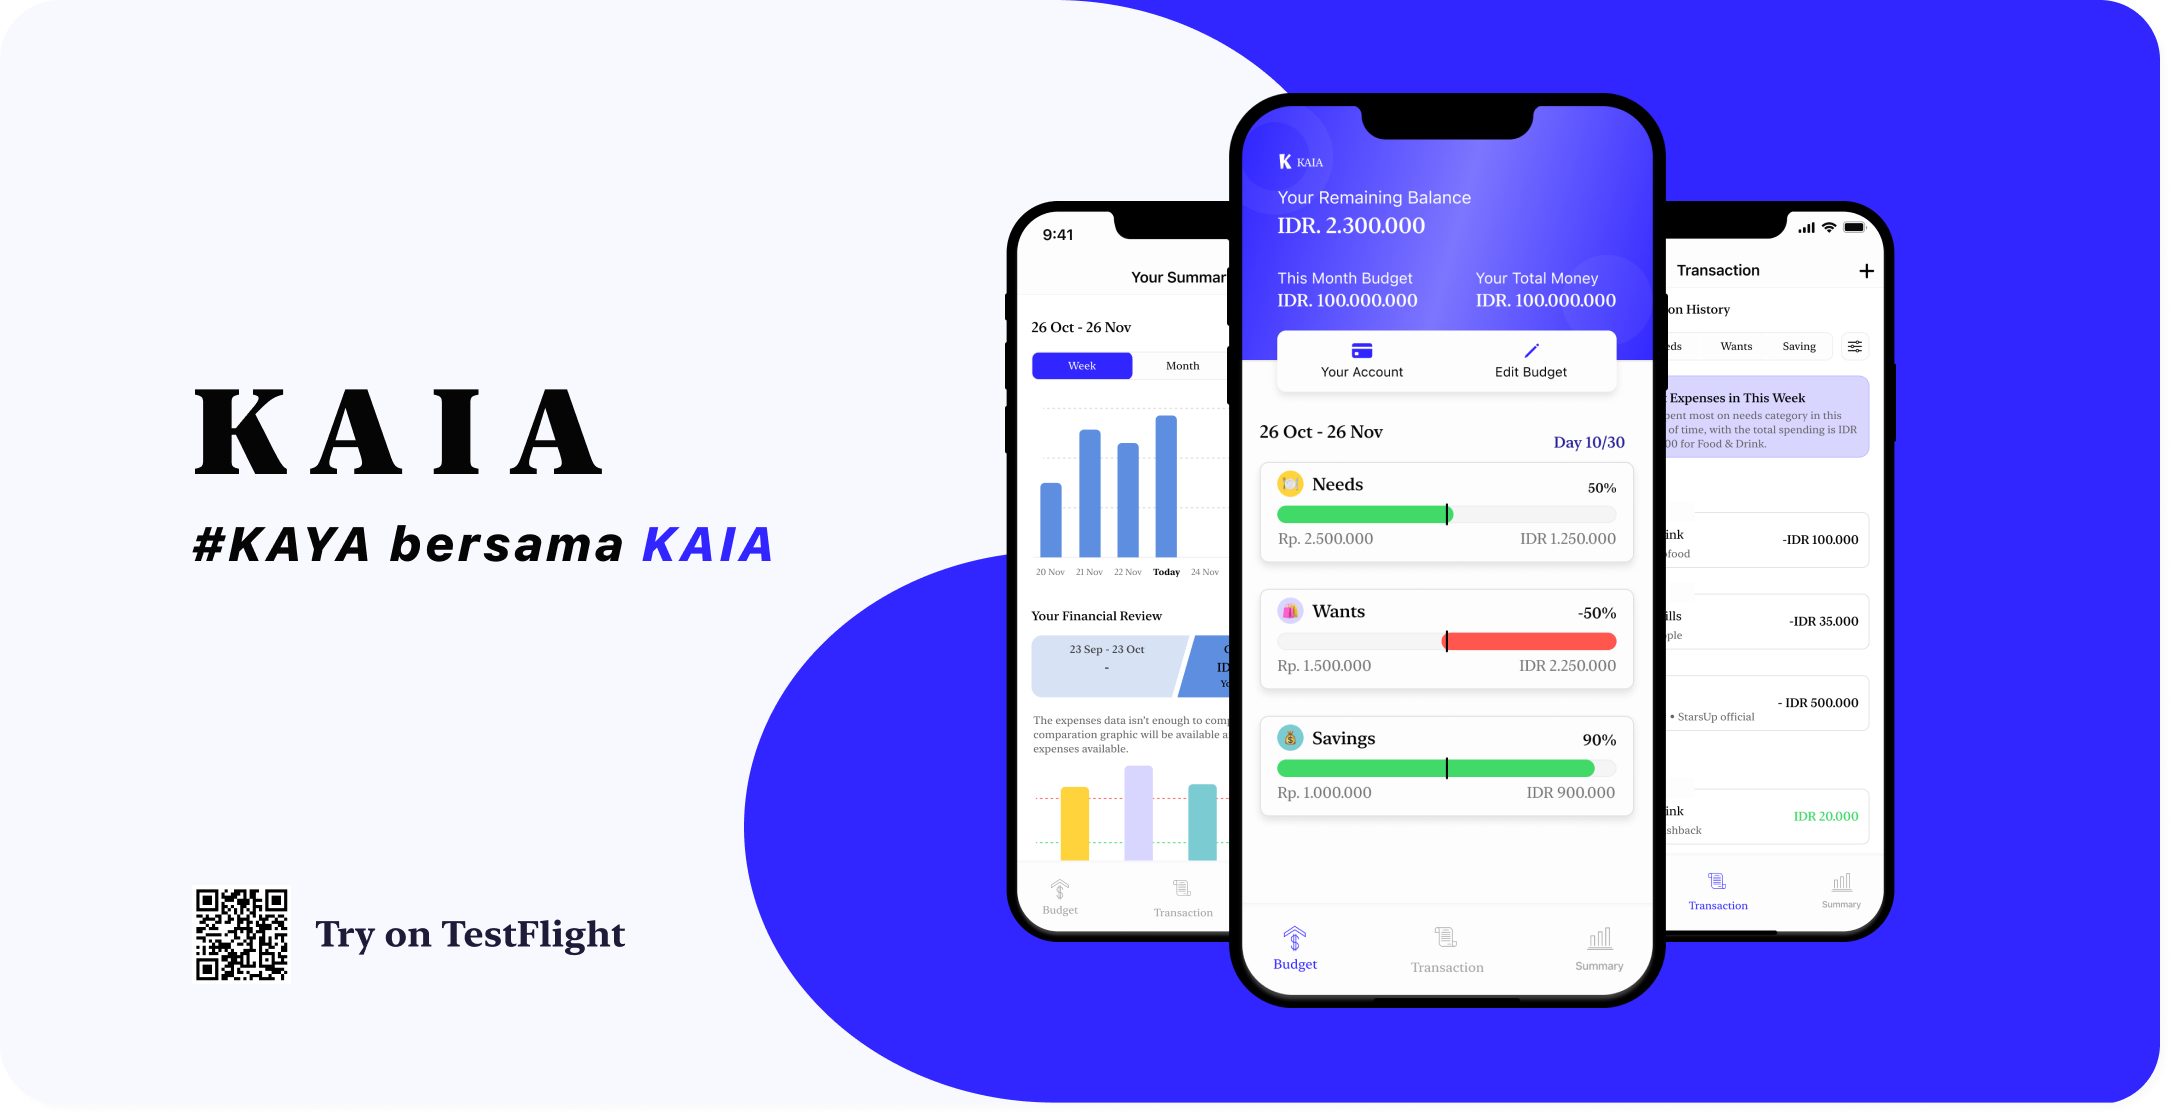 KAIA
#KAYA bersama KAIA
Try on TestFlight
9:41
Your Summar
26 Oct - 26 Nov
Week
Month
20 Nov
21 Nov
22 Nov
Today
24 Nov
Your Financial Review
23 Sep - 23 Oct
-
The expenses data isn't enough to
comparation graphic will be available
expenses available.
Budget
Transaction
K KAIA
Your Remaining Balance
IDR. 2.300.000
This Month Budget
IDR. 100.000.000
Your Total Money
IDR. 100.000.000
Your Account
Edit Budget
26 Oct - 26 Nov
Day 10/30
Needs
50%
Rp. 2.500.000
IDR 1.250.000
Wants
-50%
Rp. 1.500.000
IDR 2.250.000
Savings
90%
Rp. 1.000.000
IDR 900.000
Budget
Transaction
Summary
Transaction
+
on History
eds
Wants
Saving
Expenses in This Week
pent most on needs category in this
of time, with the total spending is IDR
00 for Food & Drink.
ink
-IDR 100.000
ofood
ills
-IDR 35.000
ple
- IDR 500.000
• StarsUp official
ink
IDR 20.000
shback
Transaction
Summary